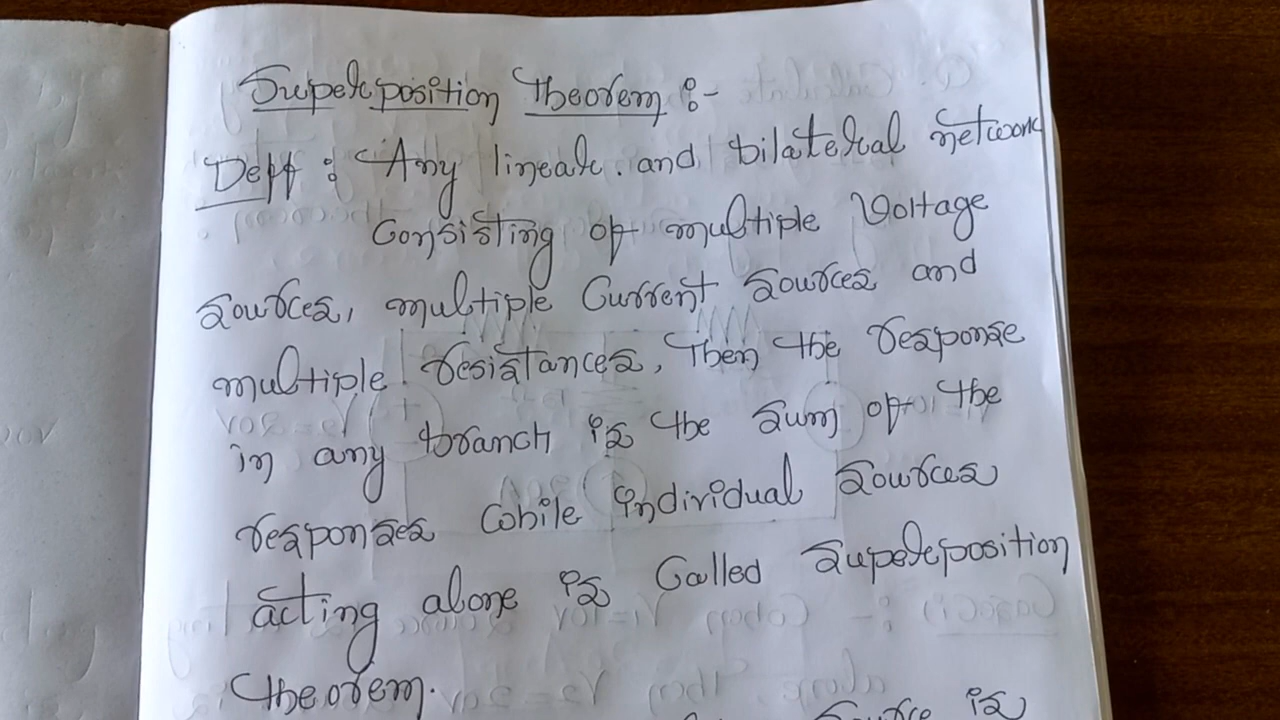 Superposition Theorem :-
Deff : Any linear. and bilateral network
Consisting of multiple Voltage
sources, multiple Current sources and
multiple resistances, Then the response
in any branch is the sum of the
responses while individual sources
acting alone is Called superposition
theorem.
source is